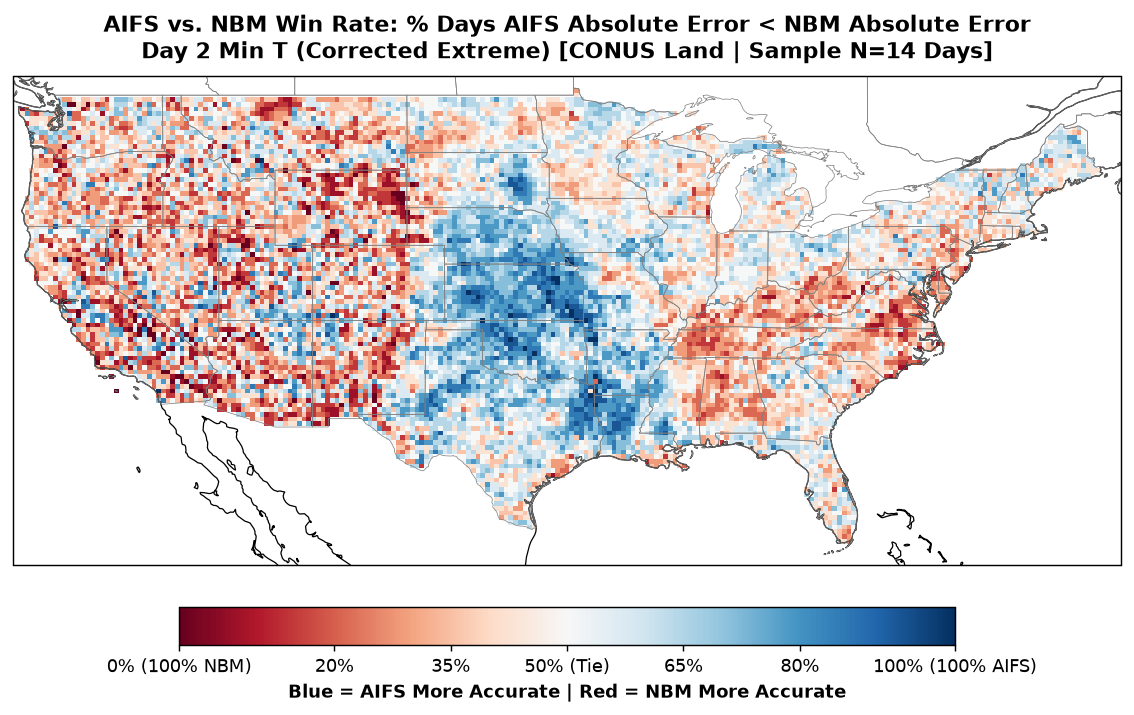 AIFS vs. NBM Win Rate: % Days AIFS Absolute Error < NBM Absolute Error
Day 2 Min T (Corrected Extreme) [CONUS Land | Sample N=14 Days]
0% (100% NBM) 20% 35% 50% (Tie) 65% 80% 100% (100% AIFS)
Blue = AIFS More Accurate | Red = NBM More Accurate